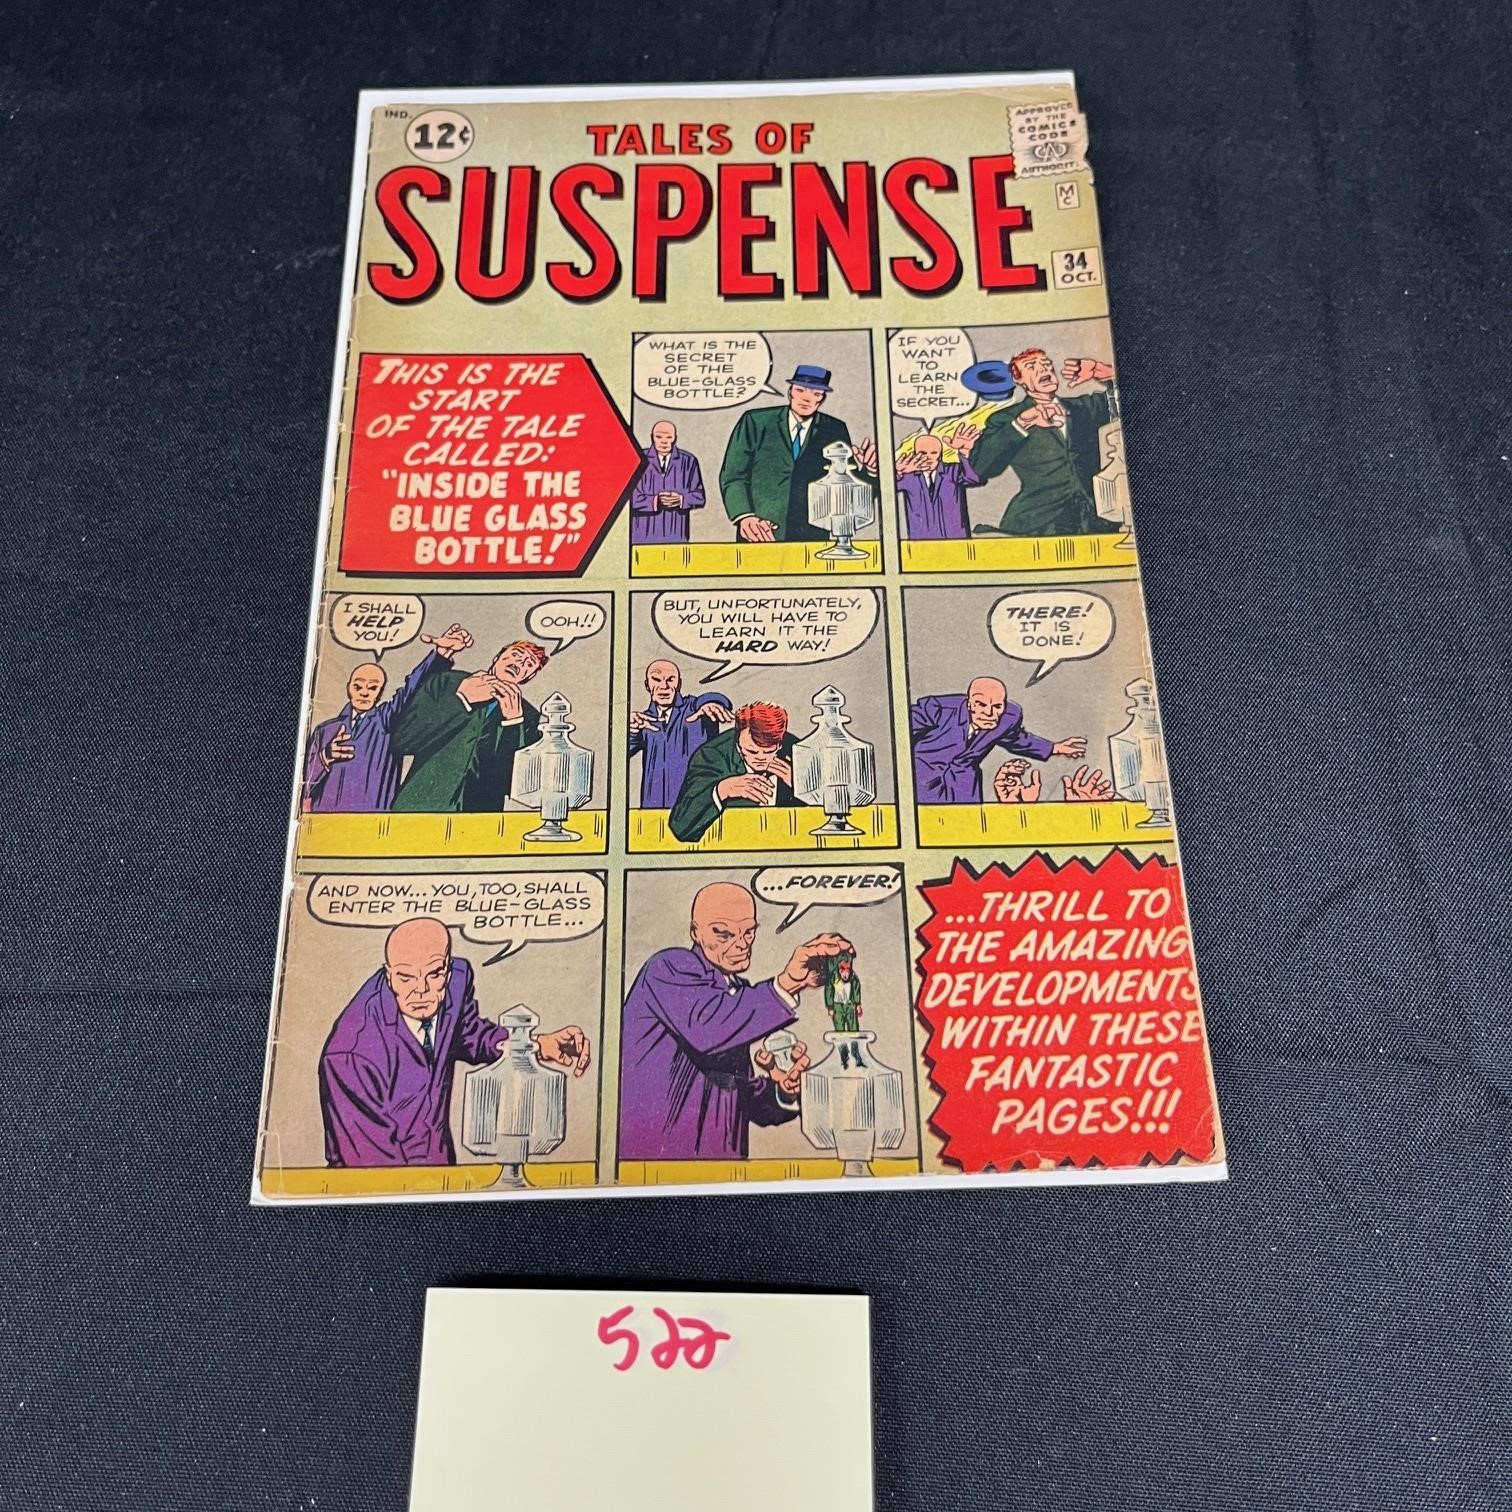 IND.
12¢
TALES OF
SUSPENSE
APPROVED
BY THE
COMICS
CODE
CA
AUTHORITY
M
C
34
OCT.
THIS IS THE
START
OF THE TALE
CALLED:
"INSIDE THE
BLUE GLASS
BOTTLE!"
WHAT IS THE
SECRET
OF THE
BLUE-GLASS
BOTTLE?
IF YOU
WANT
TO
LEARN
THE
SECRET...
I SHALL
HELP
YOU!
OOH!!
BUT, UNFORTUNATELY,
YOU WILL HAVE TO
LEARN IT THE
HARD WAY!
THERE!
IT IS
DONE!
AND NOW... YOU, TOO, SHALL
ENTER THE BLUE-GLASS
BOTTLE...
...FOREVER!
...THRILL TO
THE AMAZING
DEVELOPMENTS
WITHIN THESE
FANTASTIC
PAGES!!!
522